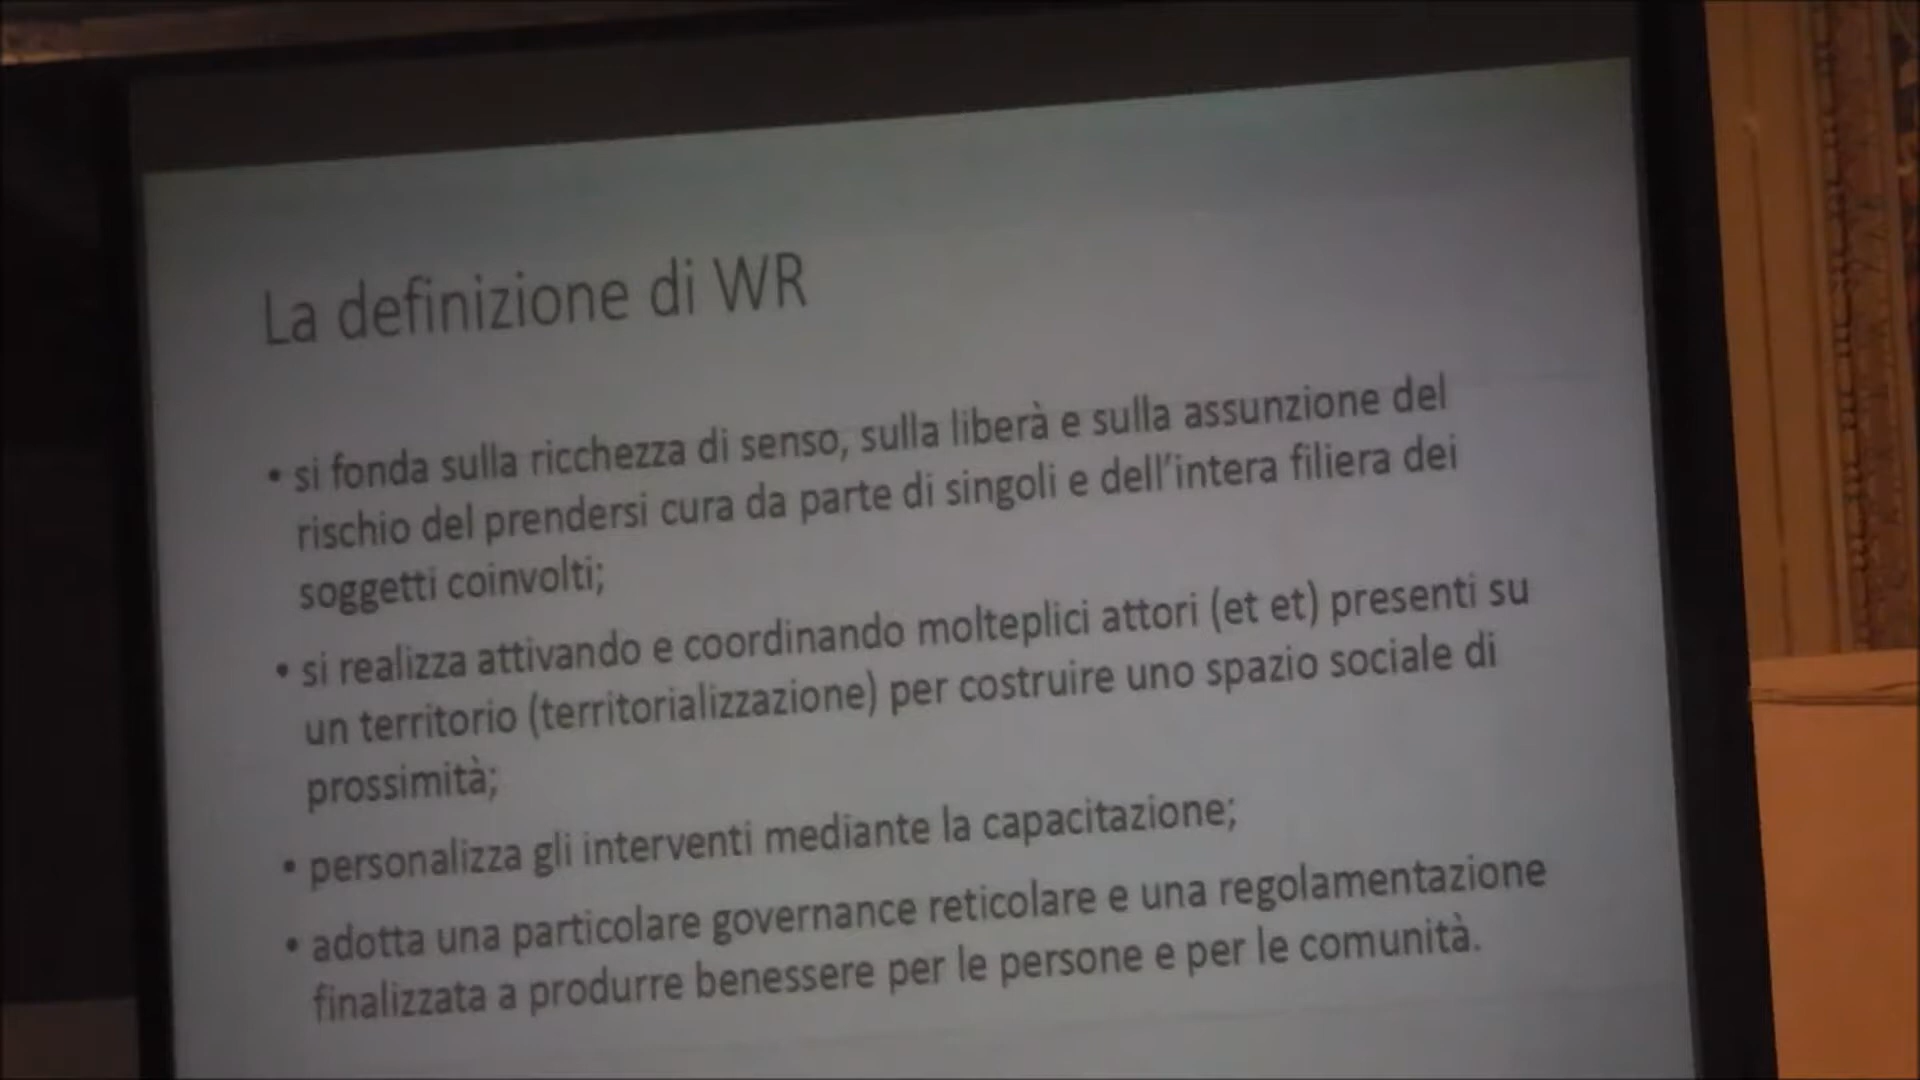 La definizione di WR
• si fonda sulla ricchezza di senso, sulla liberà e sulla assunzione del
rischio del prendersi cura da parte di singoli e dell'intera filiera dei
soggetti coinvolti;
• si realizza attivando e coordinando molteplici attori (et et) presenti su
un territorio (territorializzazione) per costruire uno spazio sociale di
prossimità;
• personalizza gli interventi mediante la capacitazione;
• adotta una particolare governance reticolare e una regolamentazione
finalizzata a produrre benessere per le persone e per le comunità.